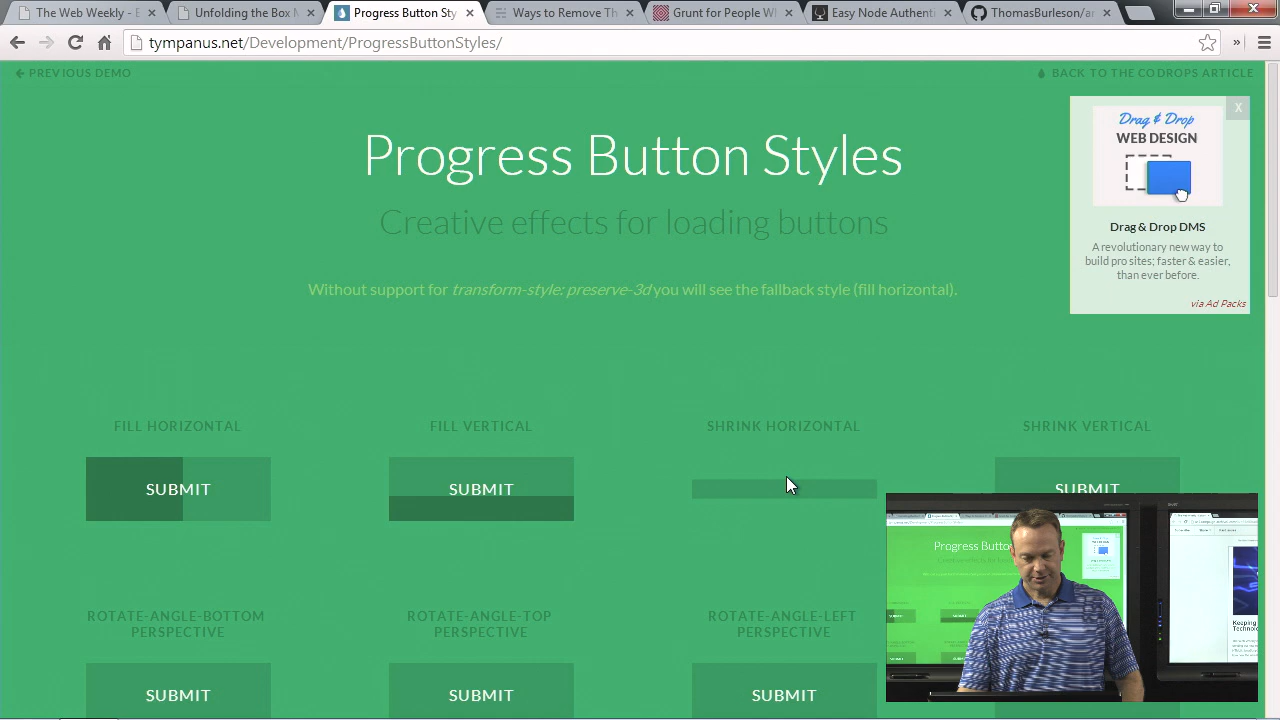 The Web Weekly - E
Unfolding the Box M
Progress Button Sty
Ways to Remove Th
Grunt for People W
Easy Node Authenti
ThomasBurleson/an
tympanus.net/Development/ProgressButtonStyles/
PREVIOUS DEMO
BACK TO THE CODROPS ARTICLE
X
Drag & Drop
WEB DESIGN
Drag & Drop DMS
A revolutionary new way to
build pro sites; faster & easier,
than ever before.
via Ad Packs
Progress Button Styles
Creative effects for loading buttons
Without support for transform-style: preserve-3d you will see the fallback style (fill horizontal).
FILL HORIZONTAL
FILL VERTICAL
SHRINK HORIZONTAL
SHRINK VERTICAL
SUBMIT
SUBMIT
SUBMIT
ROTATE-ANGLE-BOTTOM
PERSPECTIVE
ROTATE-ANGLE-TOP
PERSPECTIVE
ROTATE-ANGLE-LEFT
PERSPECTIVE
SUBMIT
SUBMIT
SUBMIT
Progress Button
Keeping